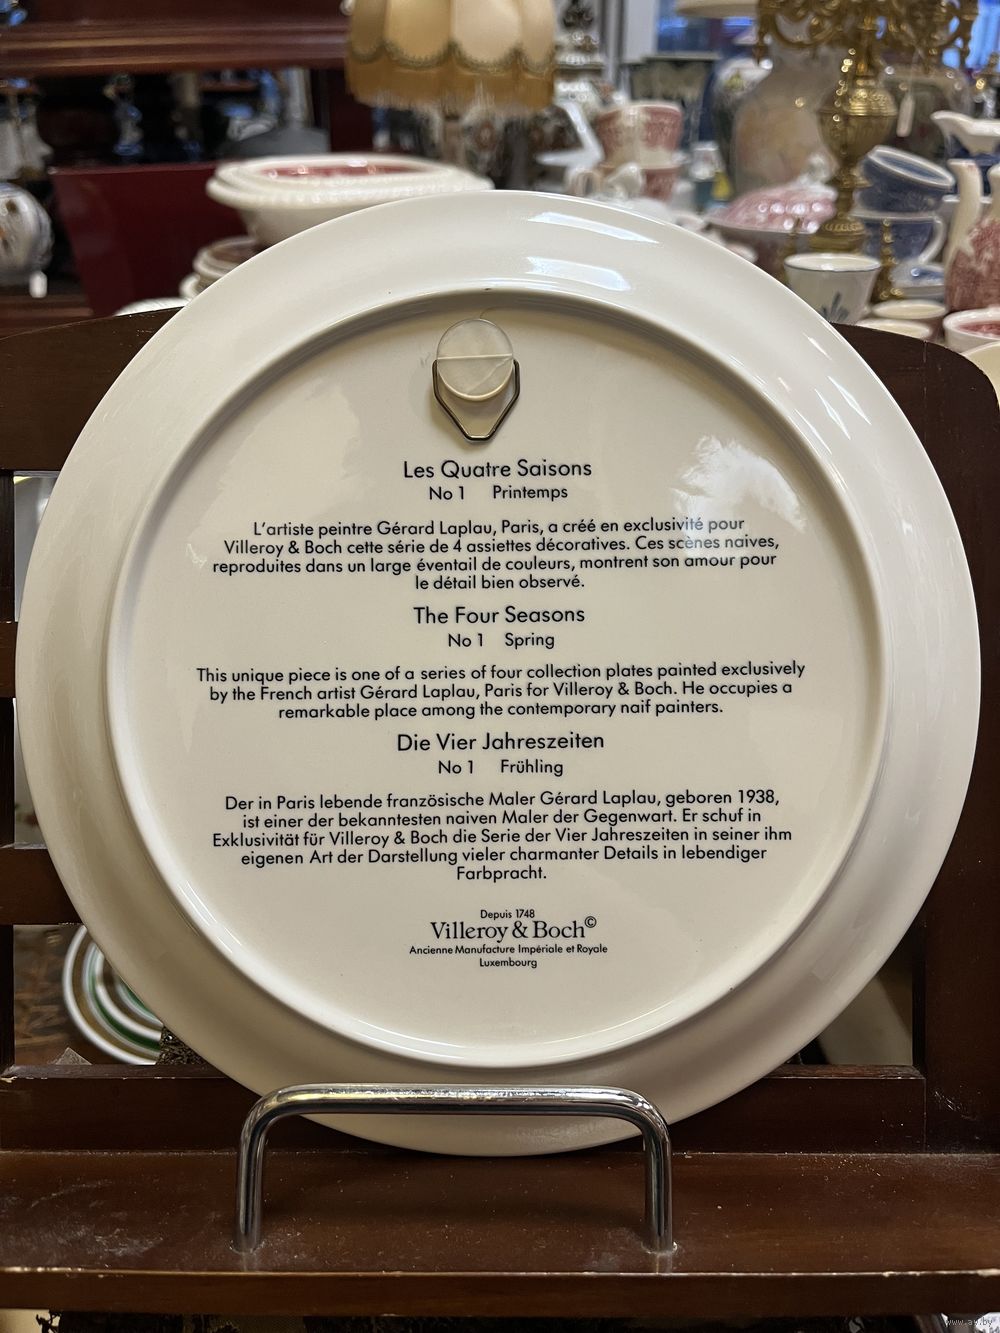 Les Quatre Saisons
No 1 Printemps
L'artiste peintre Gérard Laplau, Paris, a créé en exclusivité pour
Villeroy & Boch cette série de 4 assiettes décoratives. Ces scènes naives,
reproduites dans un large éventail de couleurs, montrent son amour pour
le détail bien observé.
The Four Seasons
No 1 Spring
This unique piece is one of a series of four collection plates painted exclusively
by the French artist Gérard Laplau, Paris for Villeroy & Boch. He occupies a
remarkable place among the contemporary naif painters.
Die Vier Jahreszeiten
No 1 Frühling
Der in Paris lebende französische Maler Gérard Laplau, geboren 1938,
ist einer der bekanntesten naiven Maler der Gegenwart. Er schuf in
Exklusivität für Villeroy & Boch die Serie der Vier Jahreszeiten in seiner ihm
eigenen Art der Darstellung vieler charmanter Details in lebendiger
Farbpracht.
Depuis 1748
Villeroy & Boch©
Ancienne Manufacture Impériale et Royale
Luxembourg
www.ay.by